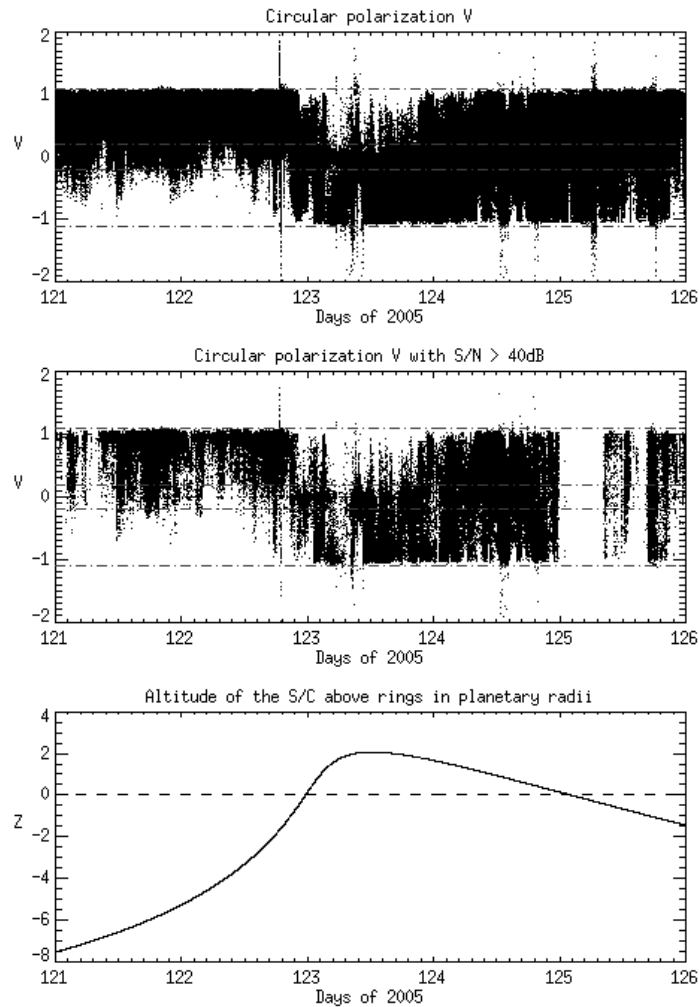 Circular polarization V
2
1
V
0
-1
-2
121 122 123 124 125 126
Days of 2005
Circular polarization V with S/N > 40dB
2
1
V
0
-1
-2
121 122 123 124 125 126
Days of 2005
Altitude of the S/C above rings in planetary radii
4
2
0
Z
-2
-4
-6
-8
121 122 123 124 125 126
Days of 2005